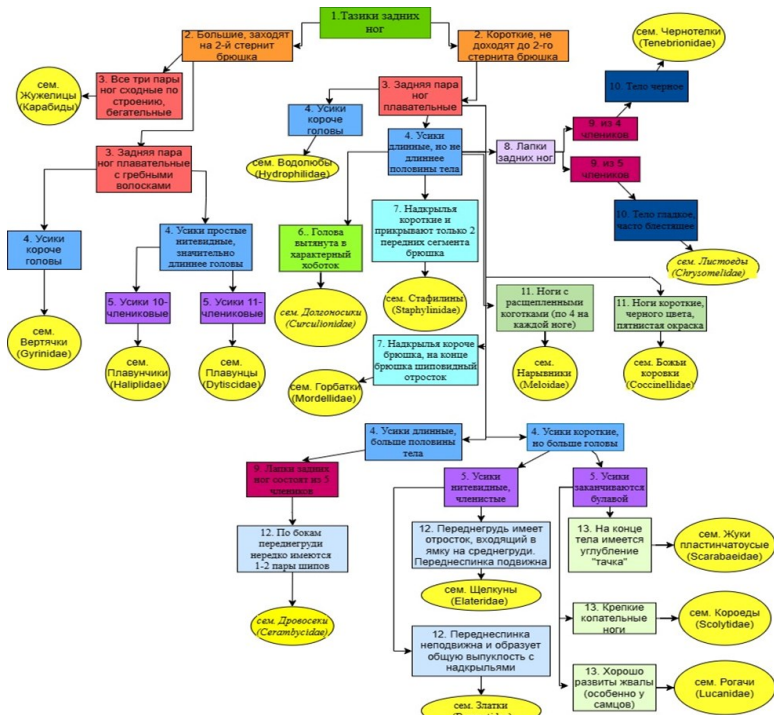 1.Тазики задних
ног
2. Большие, заходят
на 2-й стернит
брюшка
2. Короткие, не
доходят до 2-го
стернита брюшка
сем.
Чернотелки
(Tenebrionidae)
сем.
Жужелицы
(Карабиды)
3. Все три пары
ног сходные по
строению,
бегательные
3. Задняя пара
ног плавательные
10. Тело черное
4. Усики
короче
головы
9. из 4
члеников
4. Усики
длинные, но не
длиннее
половины тела
8. Лапки
задних ног
3. Задняя пара
ног плавательные
с гребными
волосками
сем. Водолюбы
(Hydrophilidae)
9. из 5
члеников
10. Тело гладкое,
часто блестящее
4. Усики
короче
головы
4. Усики простые
нитевидные,
значительно
длиннее головы
6.. Голова
вытянута в
характерный
хоботок
7. Надкрылья
короткие и
прикрывают только 2
передних сегмента
брюшка
сем. Листоеды
(Chrysomelidae)
5. Усики 10-
члениковые
5. Усики 11-
члениковые
сем. Долгоносики
(Curculionidae)
сем. Стафилины
(Staphylinidae)
11. Ноги с
расщепленными
коготками (по 4 на
каждой ноге)
11. Ноги короткие,
черного цвета,
пятнистая окраска
сем.
Вертячки
(Gyrinidae)
сем.
Плавунчики
(Haliplidae)
сем.
Плавунцы
(Dytiscidae)
7. Надкрылья короче
брюшка, на конце
брюшка шиповидный
отросток
сем. Горбатки
(Mordellidae)
сем.
Нарывники
(Meloidae)
сем. Божьи
коровки
(Coccinellidae)
4. Усики длинные,
больше половины
тела
4. Усики короткие,
но больше головы
9. Лапки задних
ног состоят из 5
члеников
5. Усики
нитевидные,
членистые
5. Усики
заканчиваются
булавой
12. По бокам
переднегруди
нередко имеются
1-2 пары шипов
12. Переднегрудь имеет
отросток, входящий в
ямку на среднегруди.
Переднеспинка подвижна
13. На конце
тела имеется
углубление
"тачка"
сем. Жуки
пластинчатоусые
(Scarabaeidae)
сем. Щелкуны
(Elateridae)
сем. Дровосеки
(Cerambycidae)
13. Крепкие
копательные
ноги
сем. Короеды
(Scolytidae)
12. Переднеспинка
неподвижна и образует
общую выпуклость с
надкрыльями
13. Хорошо
развиты жвалы
(особенно у
самцов)
сем. Рогачи
(Lucanidae)
сем. Златки